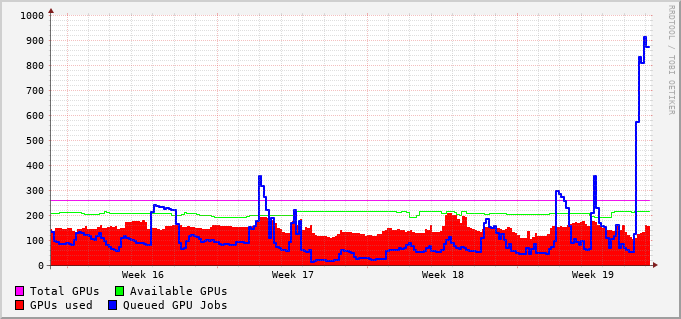 1000
900
800
700
600
500
400
300
200
100
0
Week 16 Week 17 Week 18 Week 19
Total GPUs Available GPUs
GPUs used Queued GPU Jobs
RRDTOOL / TOBI OETIKER